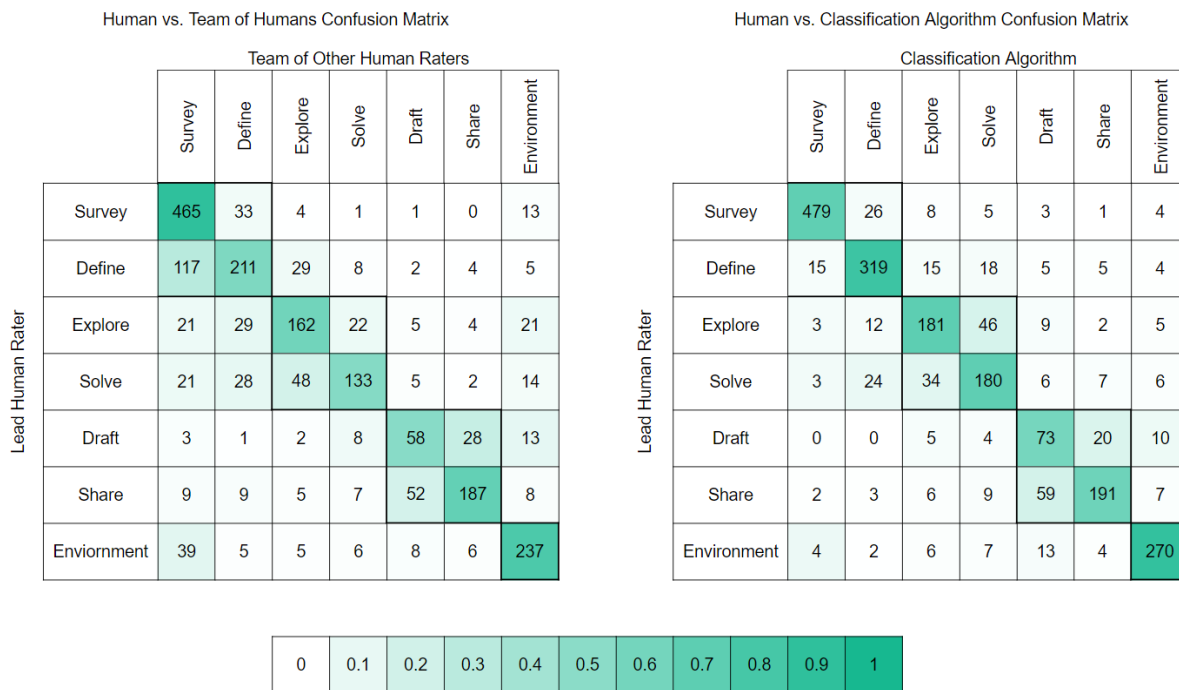 Human vs. Team of Humans Confusion Matrix
Team of Other Human Raters
Survey Define Explore Solve Draft Share Environment
Lead Human Rater
Survey 465 33 4 1 1 0 13
Define 117 211 29 8 2 4 5
Explore 21 29 162 22 5 4 21
Solve 21 28 48 133 5 2 14
Draft 3 1 2 8 58 28 13
Share 9 9 5 7 52 187 8
Enviornment 39 5 5 6 8 6 237
Human vs. Classification Algorithm Confusion Matrix
Classification Algorithm
Survey Define Explore Solve Draft Share Environment
Lead Human Rater
Survey 479 26 8 5 3 1 4
Define 15 319 15 18 5 5 4
Explore 3 12 181 46 9 2 5
Solve 3 24 34 180 6 7 6
Draft 0 0 5 4 73 20 10
Share 2 3 6 9 59 191 7
Environment 4 2 6 7 13 4 270
0 0.1 0.2 0.3 0.4 0.5 0.6 0.7 0.8 0.9 1